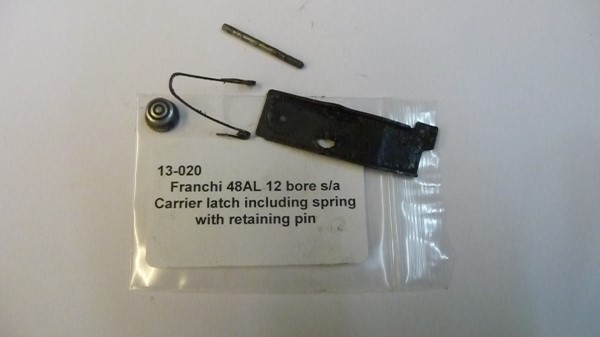 13-020
Franchi 48AL 12 bore s/a
Carrier latch including spring
with retaining pin